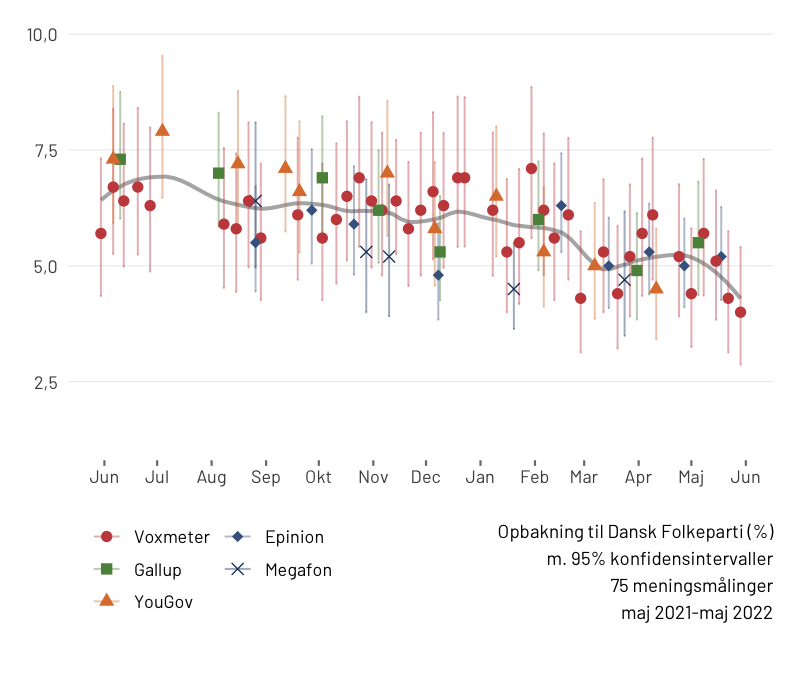 10,0
7,5
5,0
2,5
Jun Jul Aug Sep Okt Nov Dec Jan Feb Mar Apr Maj Jun
Voxmeter Epinion
Gallup Megafon
YouGov
Opbakning til Dansk Folkeparti (%)
m. 95% konfidensintervaller
75 meningsmålinger
maj 2021-maj 2022